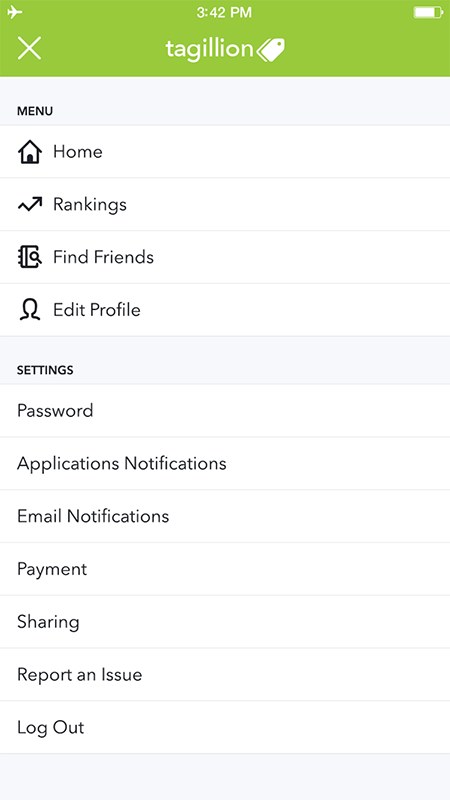 3:42 PM
tagillion
MENU
Home
Rankings
Find Friends
Edit Profile
SETTINGS
Password
Applications Notifications
Email Notifications
Payment
Sharing
Report an Issue
Log Out